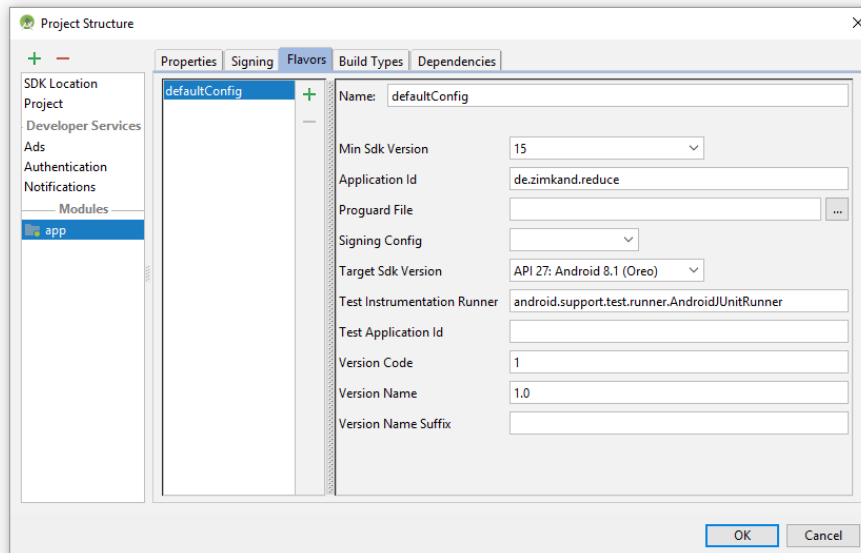 Project Structure
SDK Location
Project
Developer Services
Ads
Authentication
Notifications
Modules
app
Properties Signing Flavors Build Types Dependencies
defaultConfig
Name: defaultConfig
Min Sdk Version 15
Application Id de.zimkand.reduce
Proguard File ...
Signing Config
Target Sdk Version API 27: Android 8.1 (Oreo)
Test Instrumentation Runner android.support.test.runner.AndroidJUnitRunner
Test Application Id
Version Code 1
Version Name 1.0
Version Name Suffix
OK Cancel